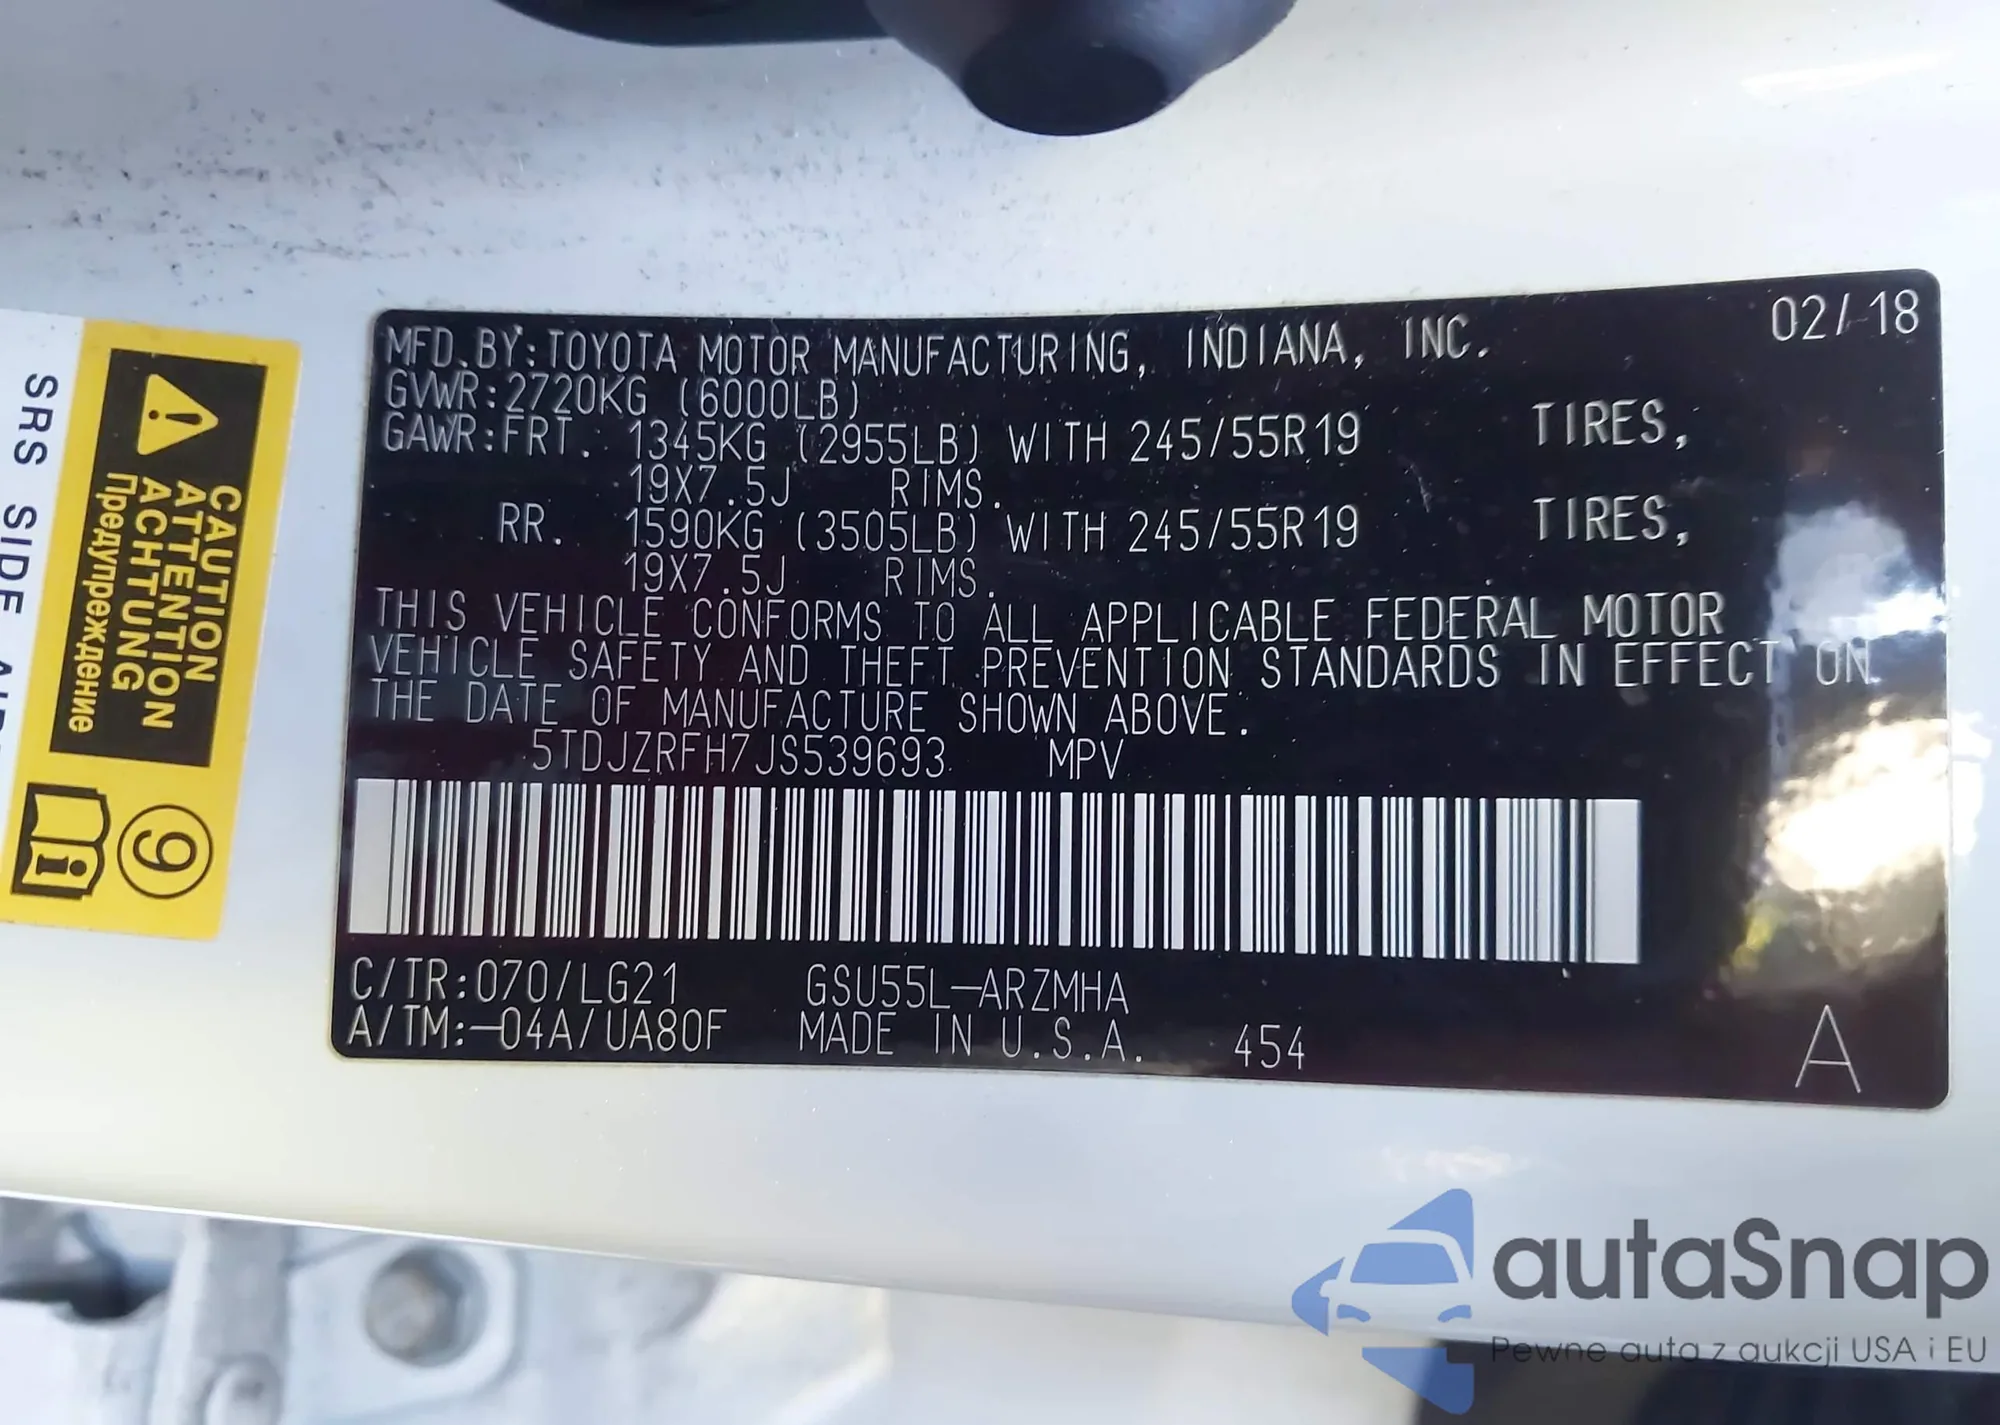 MFD.BY:TOYOTA MOTOR MANUFACTURING, INDIANA, INC. 02/18
GVWR:2720KG (6000LB)
GAWR:FRT. 1345KG (2955LB) WITH 245/55R19 TIRES,
19X7.5J RIMS.
RR. 1590KG (3505LB) WITH 245/55R19 TIRES,
19X7.5J RIMS.
THIS VEHICLE CONFORMS TO ALL APPLICABLE FEDERAL MOTOR
VEHICLE SAFETY AND THEFT PREVENTION STANDARDS IN EFFECT ON
THE DATE OF MANUFACTURE SHOWN ABOVE.
5TDJZRFH7JS539693 MPV
C/TR:070/LG21 GSU55L-ARZMHA
A/TM:-04A/UA80F MADE IN U.S.A. 454 A
CAUTION
ATTENTION
ACHTUNG
Предупреждение
9
i
SRS SIDE
autaSnap
Pewne auta z aukcji USA i EU